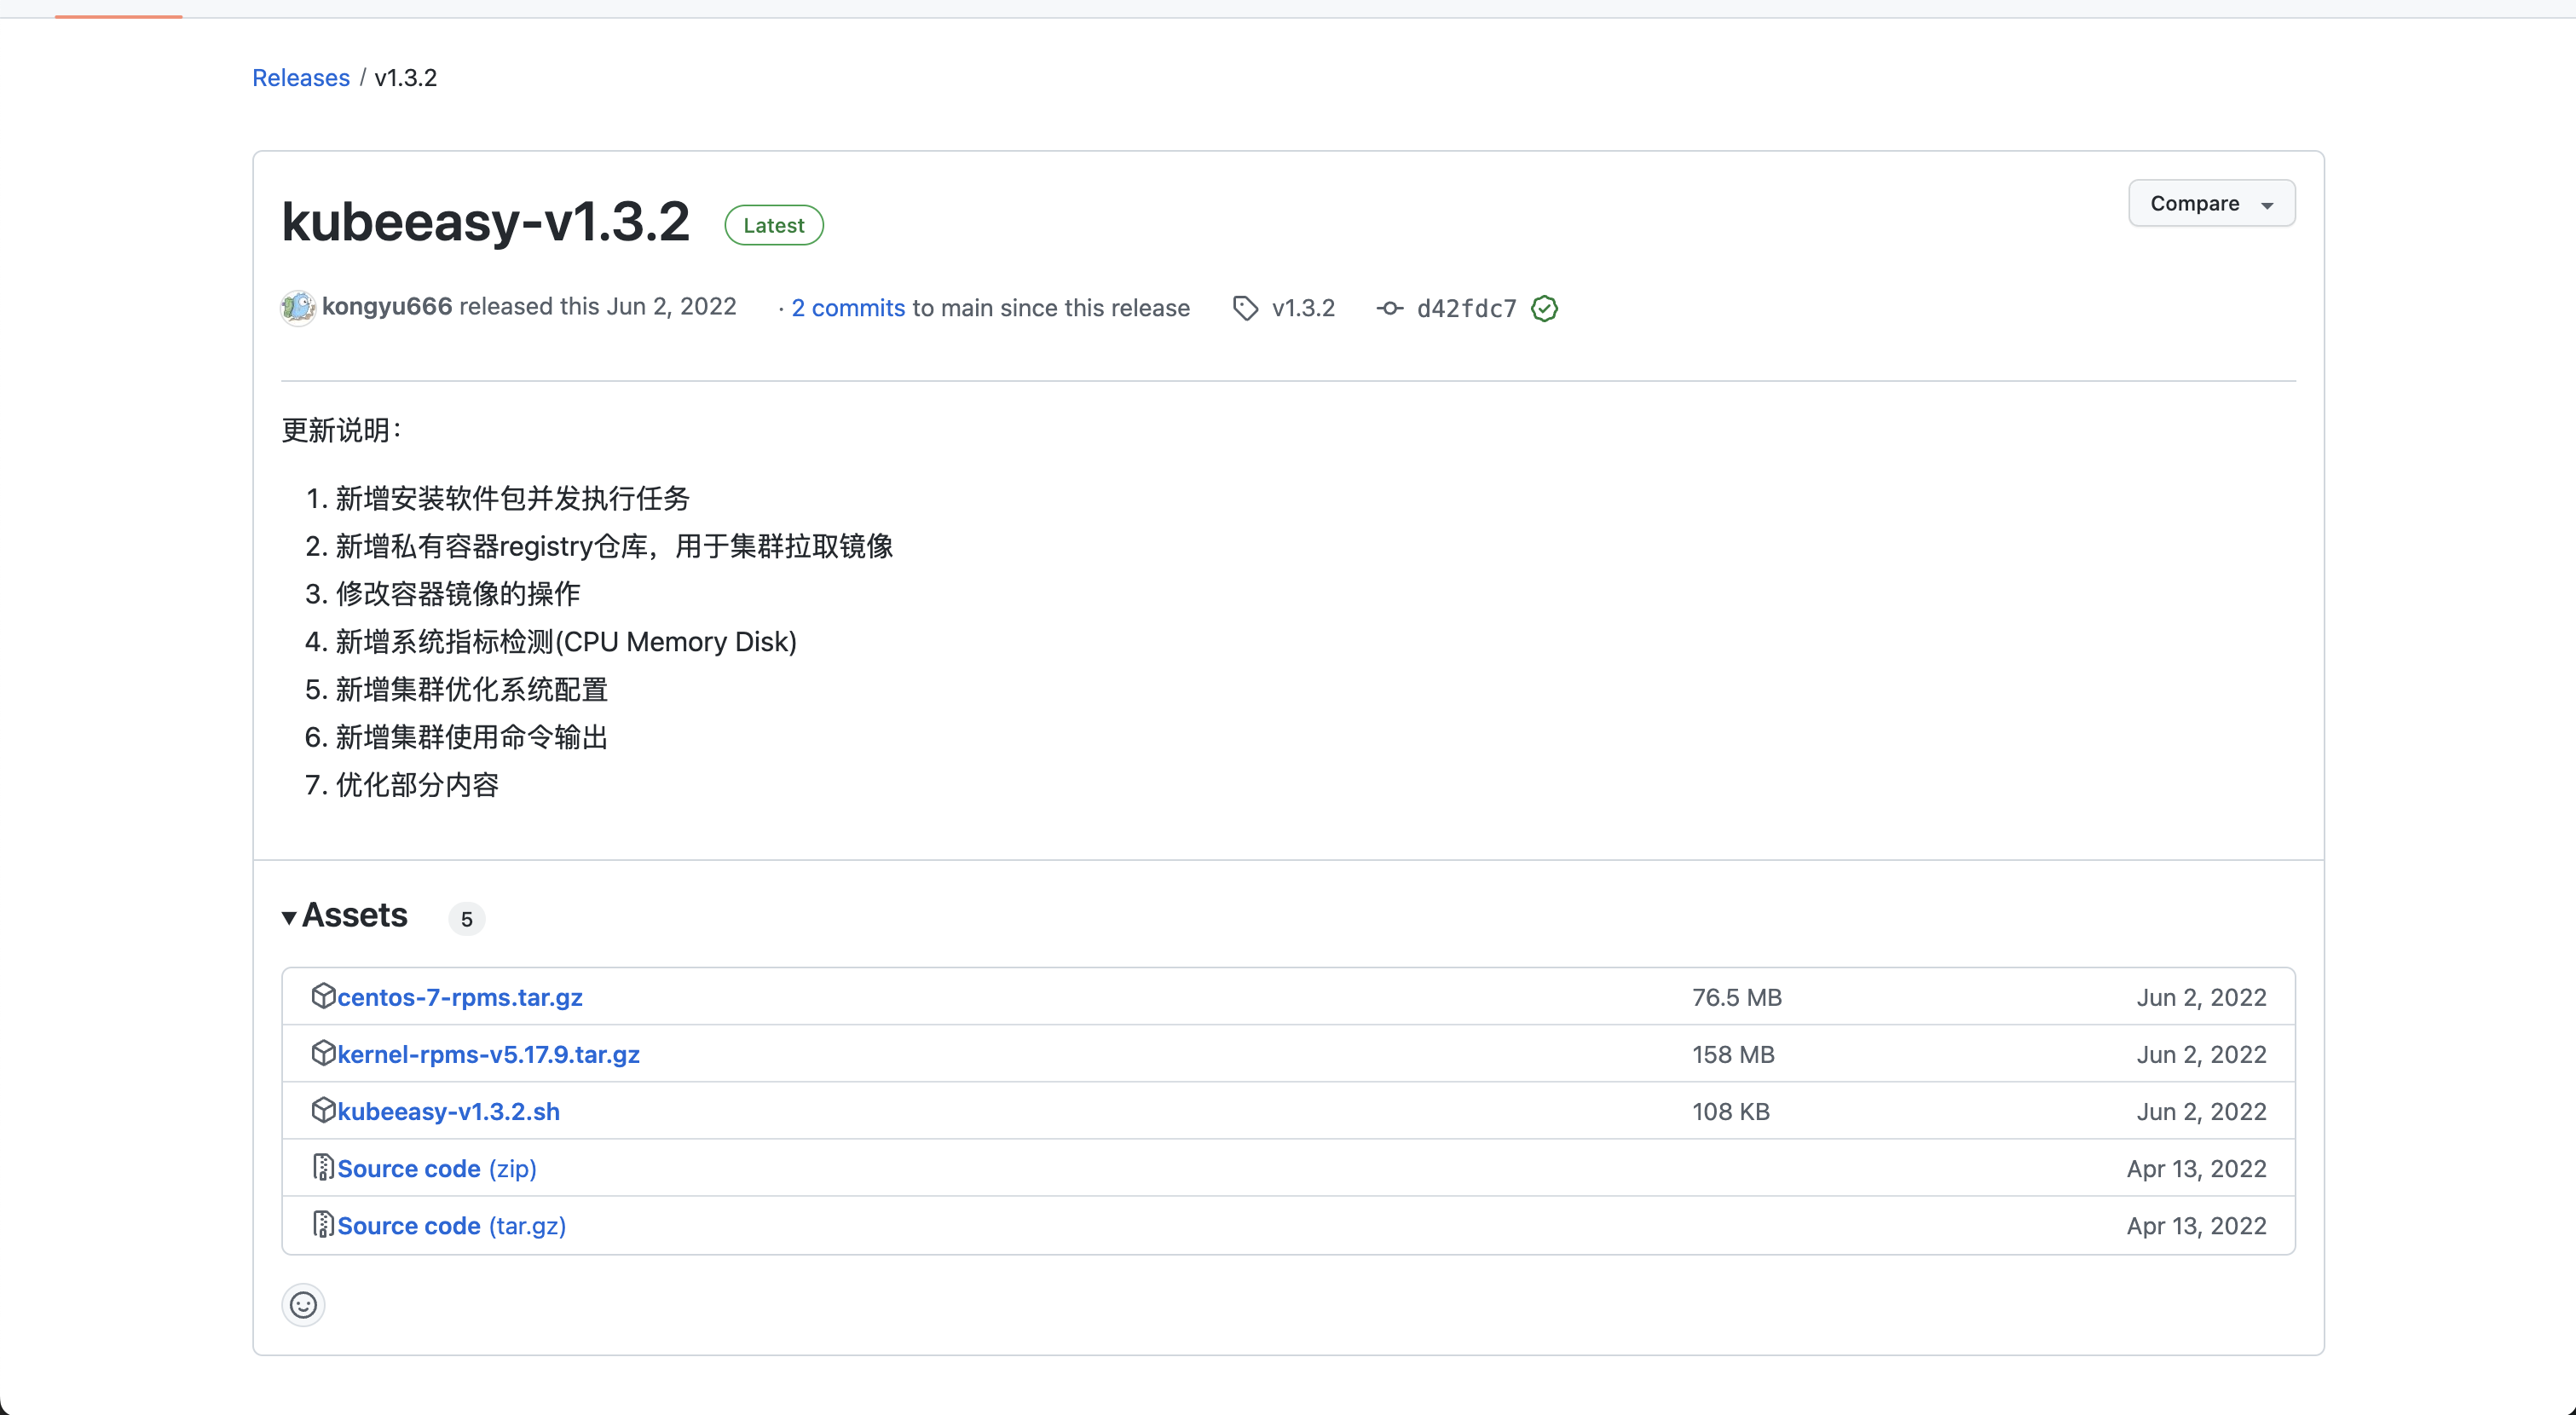 Releases / v1.3.2
kubeeasy-v1.3.2 Latest
Compare
kongyu666 released this Jun 2, 2022 · 2 commits to main since this release v1.3.2 d42fdc7
更新说明：
1. 新增安装软件包并发执行任务
2. 新增私有容器registry仓库，用于集群拉取镜像
3. 修改容器镜像的操作
4. 新增系统指标检测(CPU Memory Disk)
5. 新增集群优化系统配置
6. 新增集群使用命令输出
7. 优化部分内容
Assets 5
centos-7-rpms.tar.gz 76.5 MB Jun 2, 2022
kernel-rpms-v5.17.9.tar.gz 158 MB Jun 2, 2022
kubeeasy-v1.3.2.sh 108 KB Jun 2, 2022
Source code (zip) Apr 13, 2022
Source code (tar.gz) Apr 13, 2022